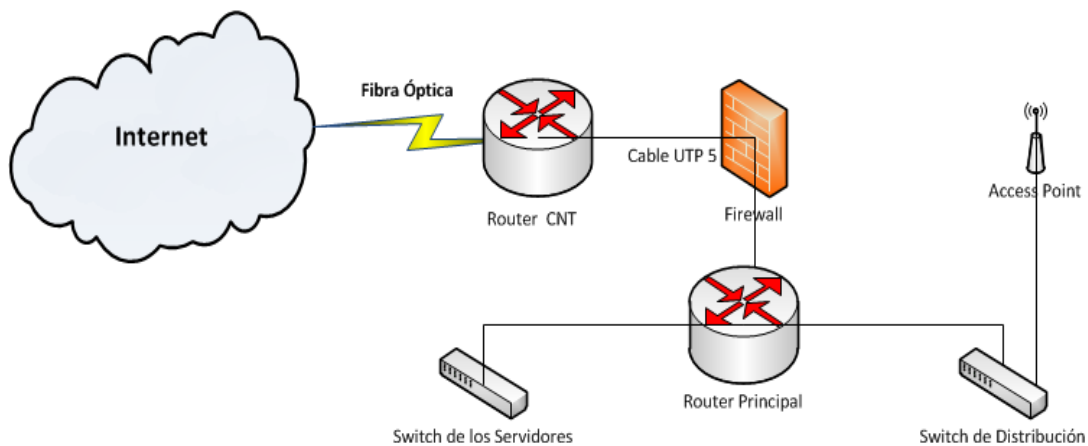 Fibra Óptica
Internet
Cable UTP 5
Router CNT
Firewall
Access Point
Router Principal
Switch de los Servidores
Switch de Distribución